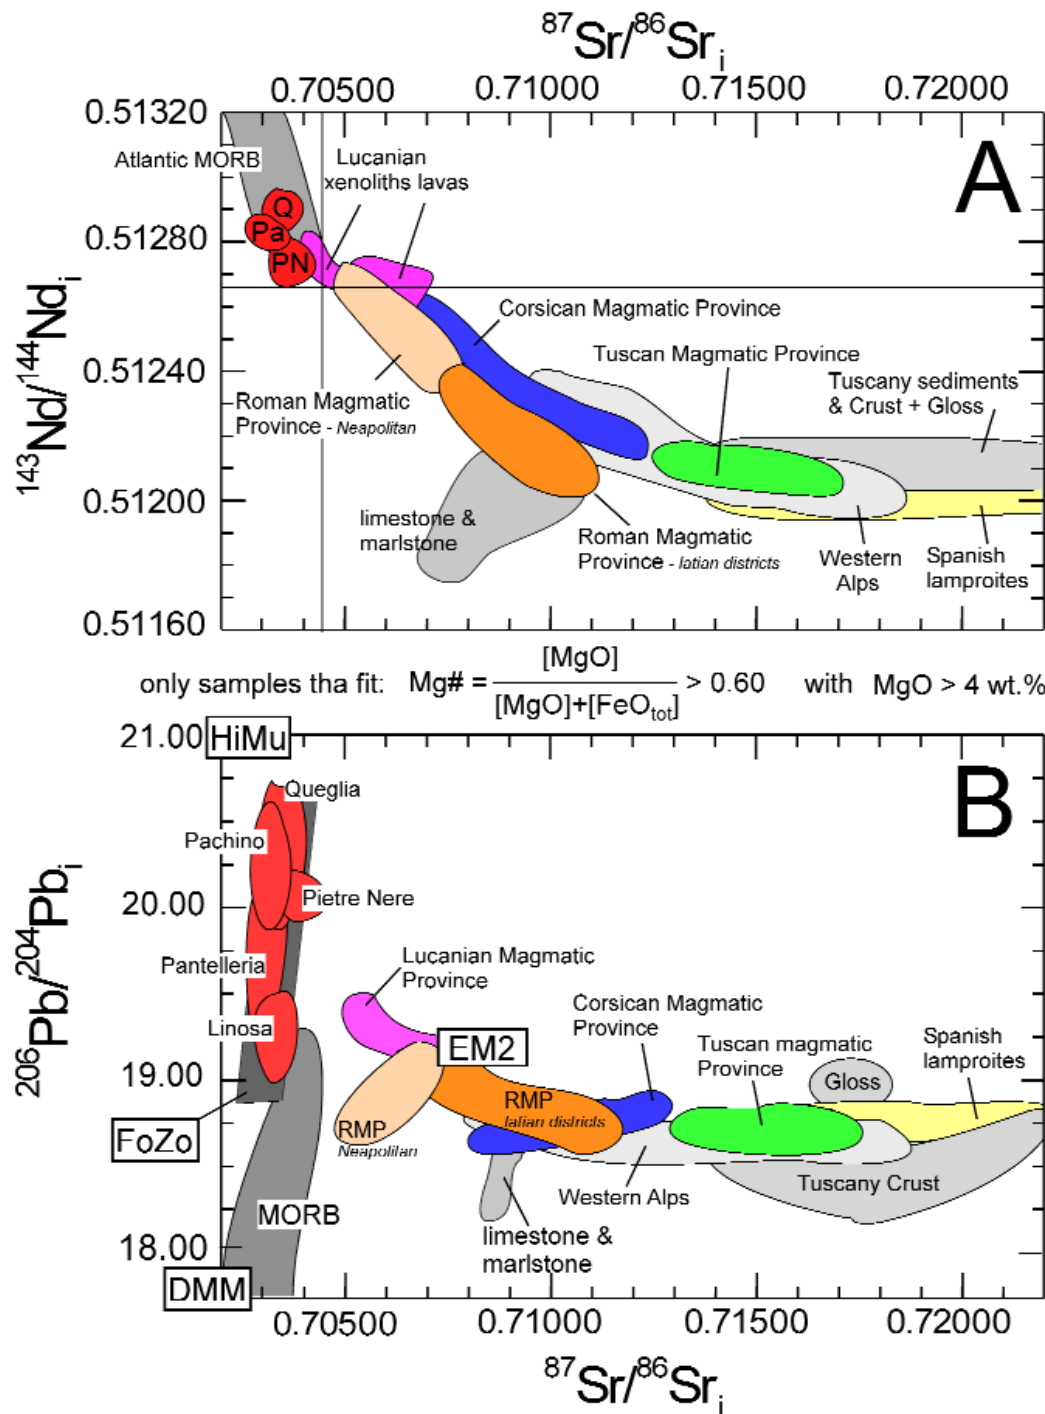 87Sr/86Sri
0.70500 0.71000 0.71500 0.72000
0.51320
0.51280
0.51240
0.51200
0.51160
143Nd/144Ndi
A
Atlantic MORB
Q
Pa
PN
Lucanian
xenoliths lavas
Corsican Magmatic Province
Tuscan Magmatic Province
Tuscany sediments
& Crust + Gloss
Roman Magmatic
Province - Neapolitan
limestone &
marlstone
Roman Magmatic
Province - latian districts
Western
Alps
Spanish
lamproites
only samples tha fit: Mg# = [MgO] / [MgO]+[FeOtot] > 0.60 with MgO > 4 wt.%
21.00
20.00
19.00
18.00
206Pb/204Pbi
B
HiMu
Queglia
Pachino
Pietre Nere
Pantelleria
Linosa
FoZo
MORB
DMM
Lucanian Magmatic
Province
EM2
Corsican Magmatic
Province
Tuscan magmatic
Province
Gloss
Spanish
lamproites
RMP
Neapolitan
RMP
latian districts
Western Alps
Tuscany Crust
limestone &
marlstone
0.70500 0.71000 0.71500 0.72000
87Sr/86Sri